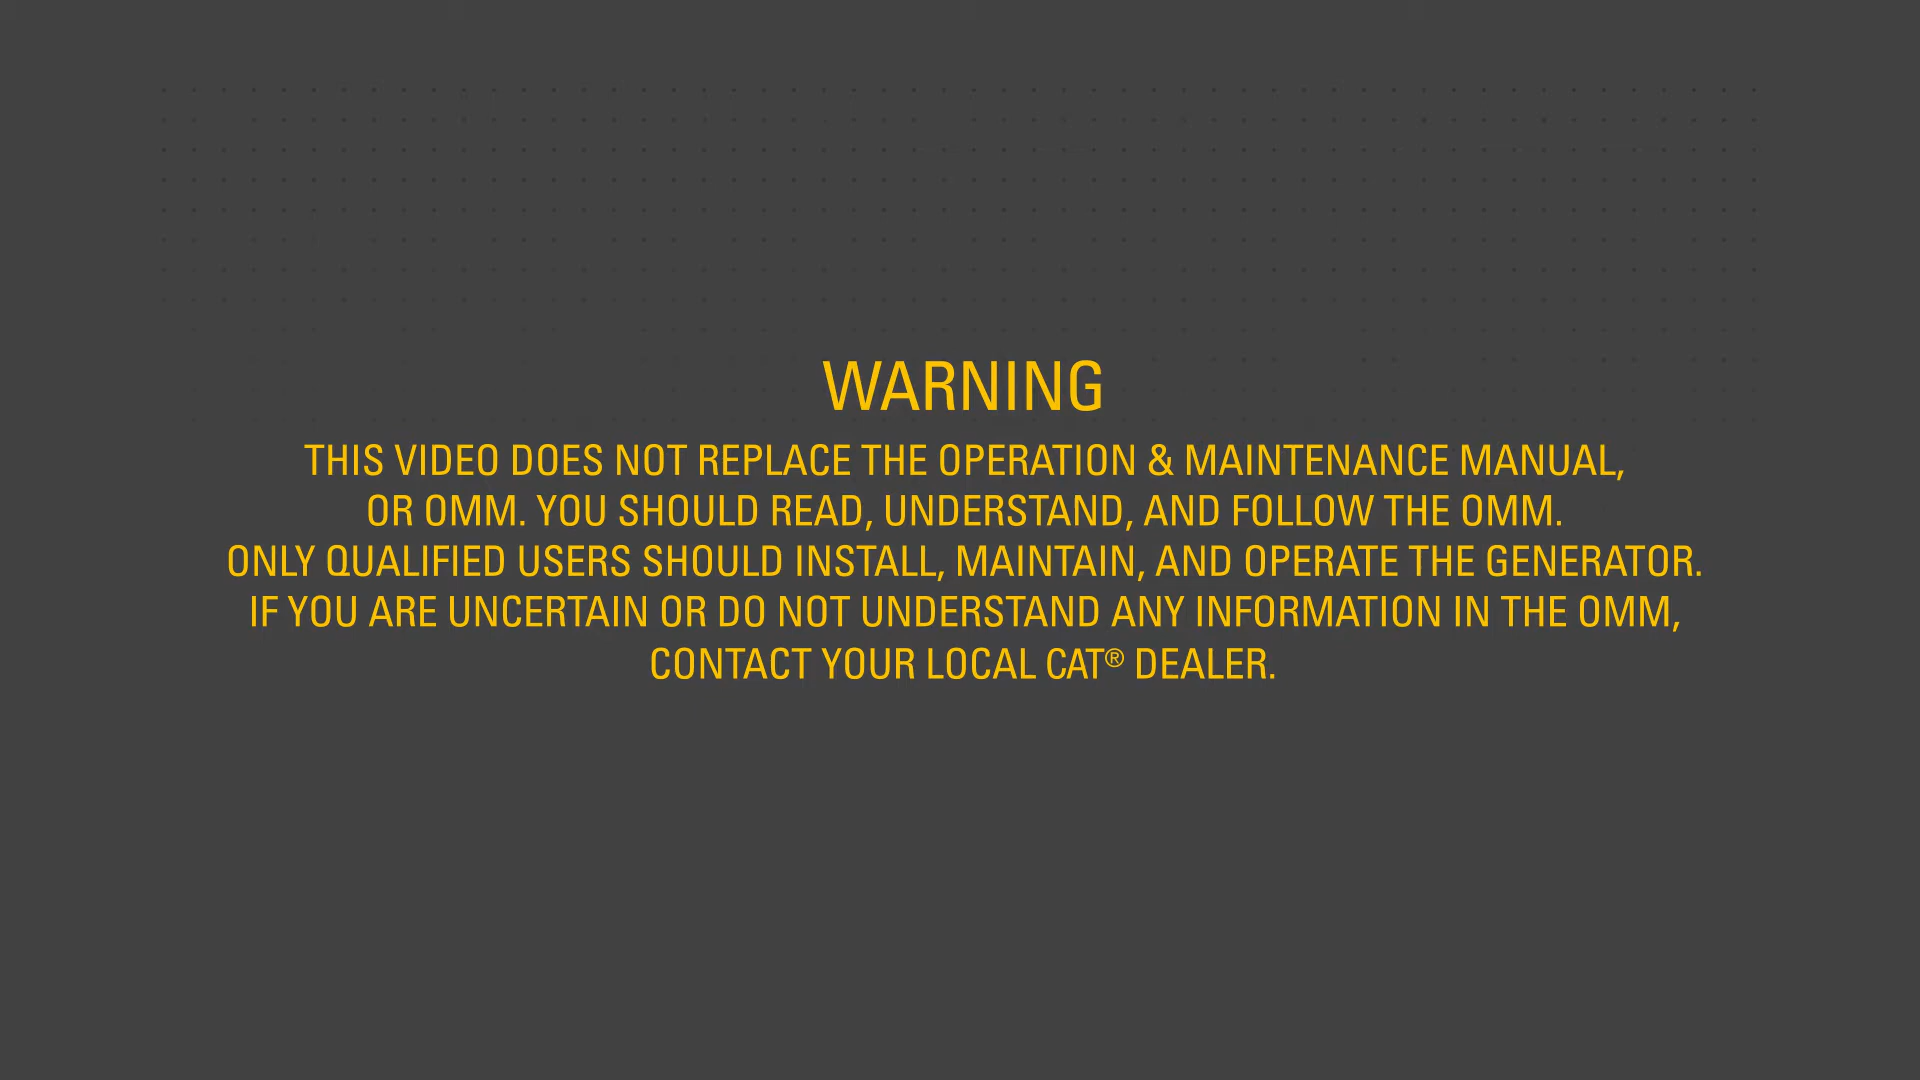 WARNING
THIS VIDEO DOES NOT REPLACE THE OPERATION & MAINTENANCE MANUAL,
OR OMM. YOU SHOULD READ, UNDERSTAND, AND FOLLOW THE OMM.
ONLY QUALIFIED USERS SHOULD INSTALL, MAINTAIN, AND OPERATE THE GENERATOR.
IF YOU ARE UNCERTAIN OR DO NOT UNDERSTAND ANY INFORMATION IN THE OMM,
CONTACT YOUR LOCAL CAT® DEALER.